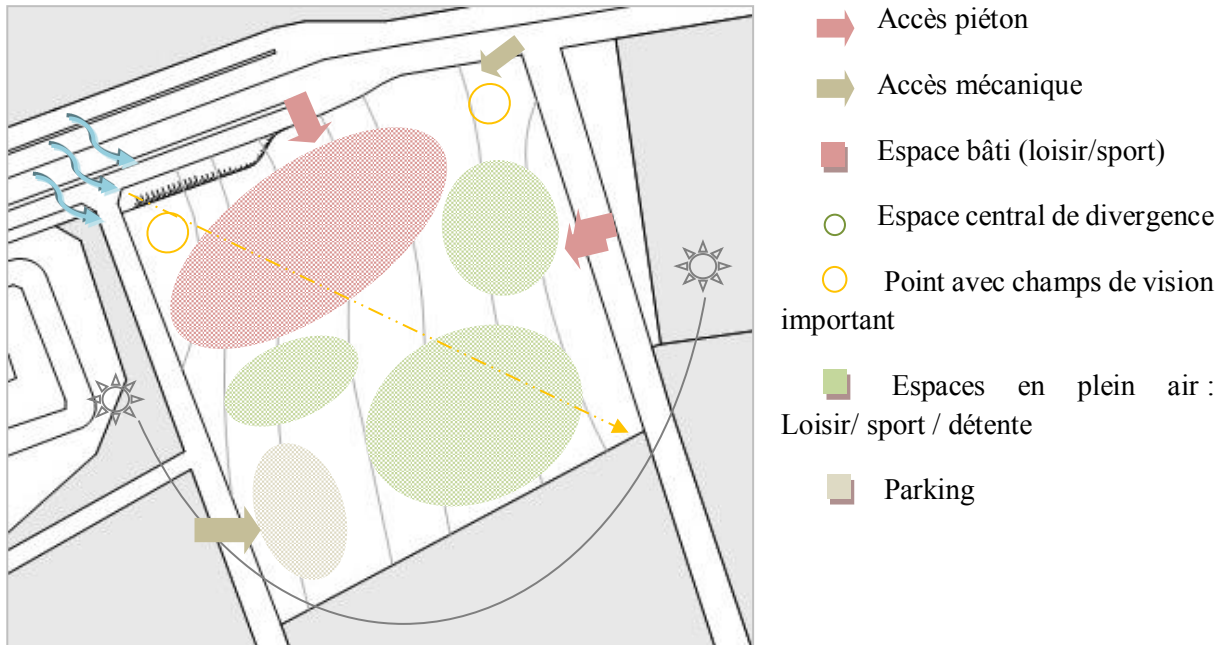 Accès piéton
Accès mécanique
Espace bâti (loisir/sport)
Espace central de divergence
Point avec champs de vision
important
Espaces en plein air :
Loisir/ sport / détente
Parking